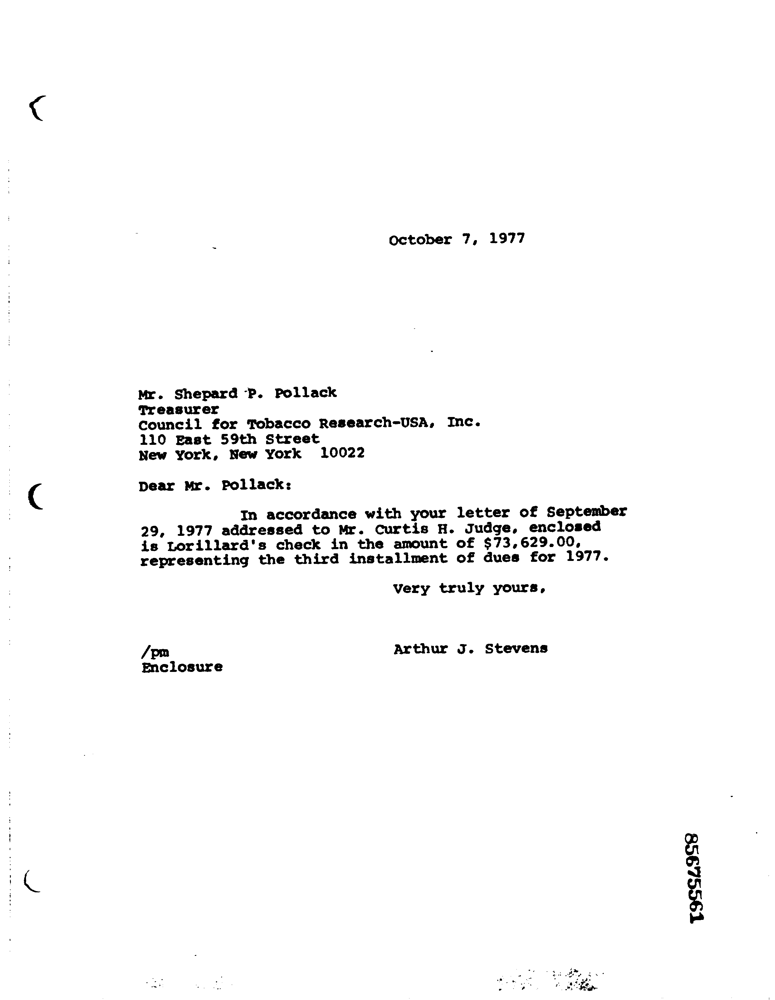 October 7, 1977
Mr. Shepard P. Pollack
Treasurer
Council for Tobacco Research-USA, Inc.
110 East 59th Street
New York, New York 10022
Dear Mr. Pollack:
In accordance with your letter of September
29, 1977 addressed to Mr. Curtis H. Judge, enclosed
is Lorillard's check in the amount of $73,629.00,
representing the third installment of dues for 1977.
Very truly yours,
/pm Arthur J. Stevens
Enclosure
85675561